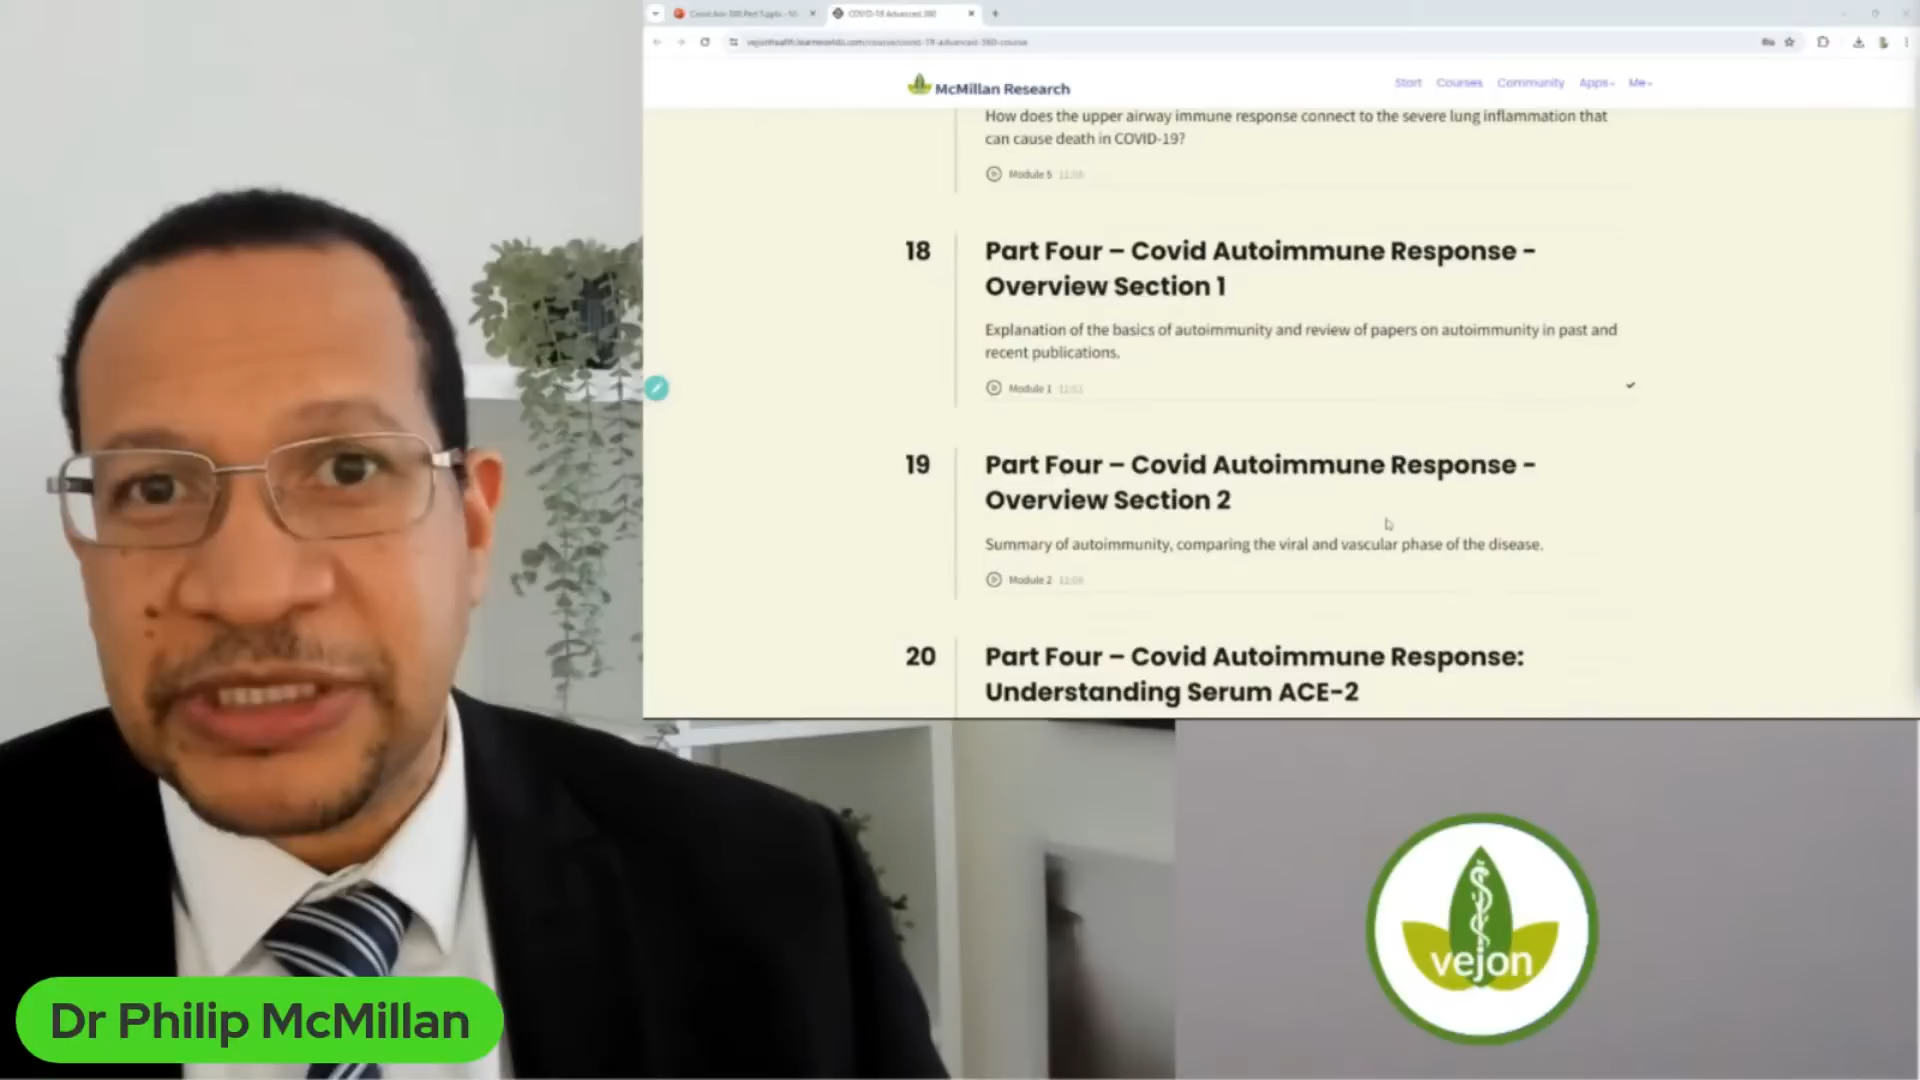 COVID-19 Advanced 360
McMillan Research
Start Courses Community Apps Me
How does the upper airway immune response connect to the severe lung inflammation that
can cause death in COVID-19?
Module 5
18
Part Four – Covid Autoimmune Response -
Overview Section 1
Explanation of the basics of autoimmunity and review of papers on autoimmunity in past and
recent publications.
Module 1
19
Part Four – Covid Autoimmune Response -
Overview Section 2
Summary of autoimmunity, comparing the viral and vascular phase of the disease.
Module 2
20
Part Four – Covid Autoimmune Response:
Understanding Serum ACE-2
vejon
Dr Philip McMillan